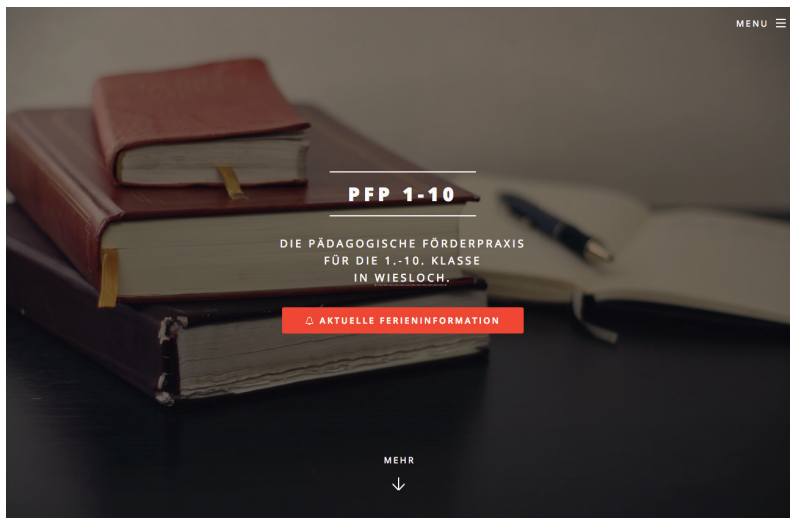 MENU
PFP 1-10
DIE PÄDAGOGISCHE FÖRDERPRAXIS
FÜR DIE 1.-10. KLASSE
IN WIESLOCH.
AKTUELLE FERIENINFORMATION
MEHR